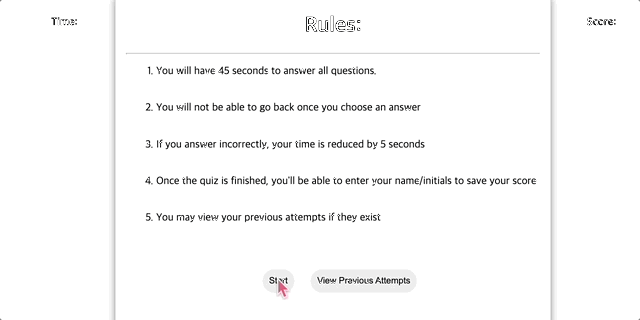 Time:
Rules:
Score:
1. You will have 45 seconds to answer all questions.
2. You will not be able to go back once you choose an answer
3. If you answer incorrectly, your time is reduced by 5 seconds
4. Once the quiz is finished, you'll be able to enter your name/initials to save your score
5. You may view your previous attempts if they exist
Start
View Previous Attempts